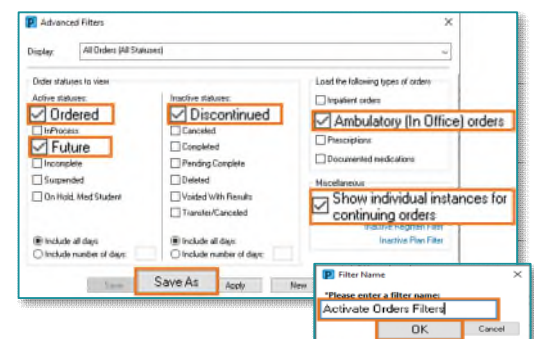 Advanced Filters
Display: All Orders (All Statuses)
Order statuses to view
Active statuses:
Ordered
InProcess
Future
Incomplete
Suspended
On Hold, Med Student
Include all days
Include number of days:
Inactive statuses:
Discontinued
Canceled
Completed
Pending Complete
Deleted
Voided With Results
Transfer/Canceled
Include all days
Include number of days:
Load the following types of orders
Inpatient orders
Ambulatory (In Office) orders
Prescriptions
Documented medications
Miscellaneous
Show individual instances for
continuing orders
Inactive Regimen Filter
Inactive Plan Filter
Save
Save As
Apply
New
Filter Name
*Please enter a filter name:
Activate Orders Filters
OK
Cancel